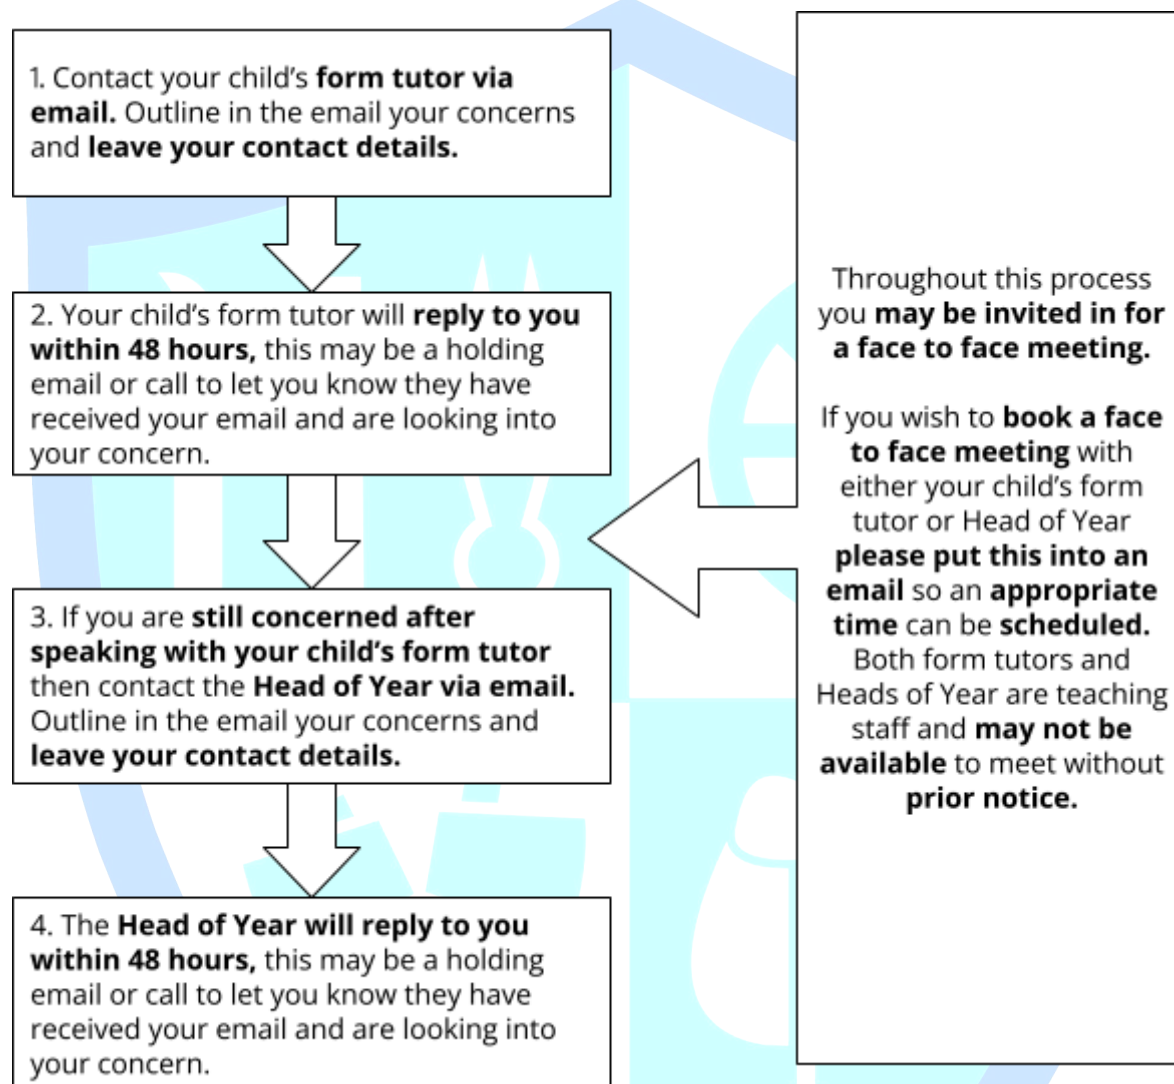 1. Contact your child’s form tutor via
email. Outline in the email your concerns
and leave your contact details.
2. Your child’s form tutor will reply to you
within 48 hours, this may be a holding
email or call to let you know they have
received your email and are looking into
your concern.
3. If you are still concerned after
speaking with your child’s form tutor
then contact the Head of Year via email.
Outline in the email your concerns and
leave your contact details.
4. The Head of Year will reply to you
within 48 hours, this may be a holding
email or call to let you know they have
received your email and are looking into
your concern.
Throughout this process
you may be invited in for
a face to face meeting.
If you wish to book a face
to face meeting with
either your child’s form
tutor or Head of Year
please put this into an
email so an appropriate
time can be scheduled.
Both form tutors and
Heads of Year are teaching
staff and may not be
available to meet without
prior notice.